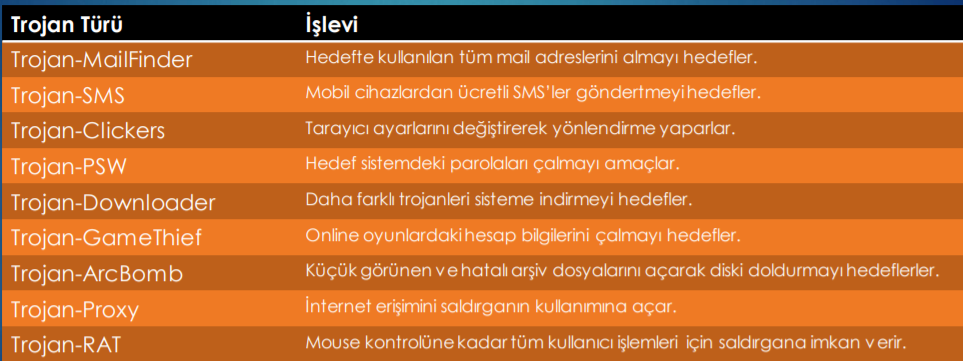 Trojan Türü İşlevi
Trojan-MailFinder Hedefte kullanılan tüm mail adreslerini almayı hedefler.
Trojan-SMS Mobil cihazlardan ücretli SMS'ler göndertmeyi hedefler.
Trojan-Clickers Tarayıcı ayarlarını değiştirerek yönlendirme yaparlar.
Trojan-PSW Hedef sistemdeki parolaları çalmayı amaçlar.
Trojan-Downloader Daha farklı trojanleri sisteme indirmeyi hedefler.
Trojan-GameThief Online oyunlardaki hesap bilgilerini çalmayı hedefler.
Trojan-ArcBomb Küçük görünen ve hatalı arşiv dosyalarını açarak diski doldurmayı hedeflerler.
Trojan-Proxy İnternet erişimini saldırganın kullanımına açar.
Trojan-RAT Mouse kontrolüne kadar tüm kullanıcı işlemleri için saldırgana imkan verir.